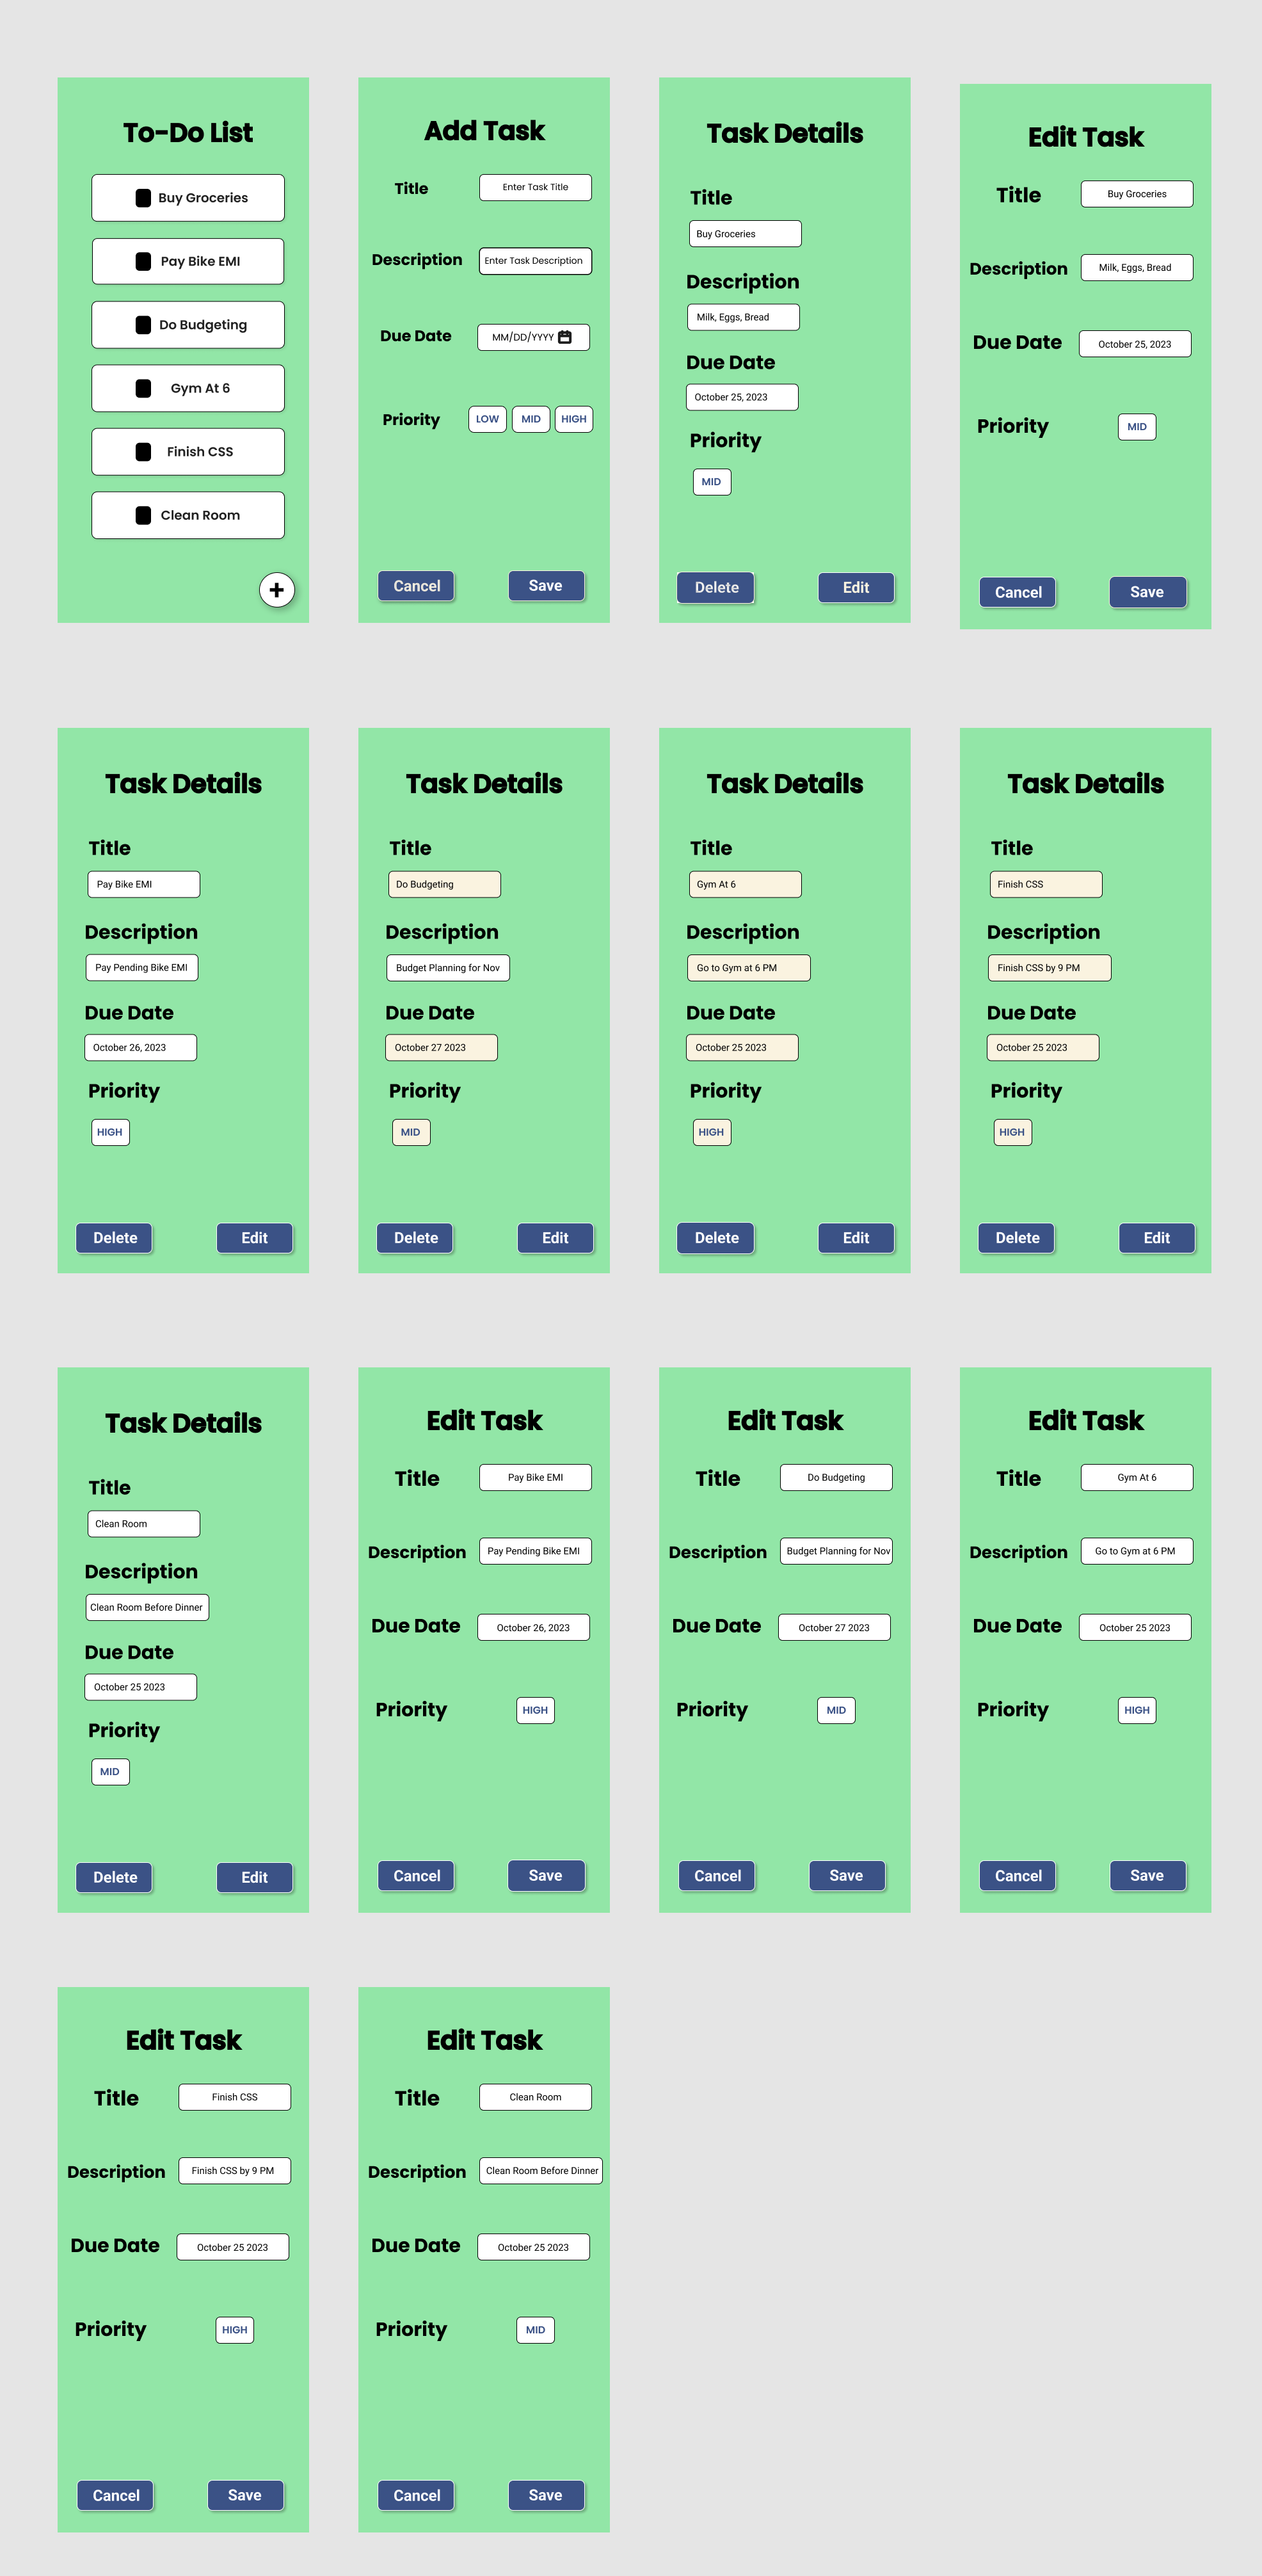 To-Do List
Buy Groceries
Pay Bike EMI
Do Budgeting
Gym At 6
Finish CSS
Clean Room
+
Add Task
Title
Enter Task Title
Description
Enter Task Description
Due Date
MM/DD/YYYY
Priority
LOW MID HIGH
Cancel Save
Task Details
Title
Buy Groceries
Description
Milk, Eggs, Bread
Due Date
October 25, 2023
Priority
MID
Delete Edit
Edit Task
Title Buy Groceries
Description Milk, Eggs, Bread
Due Date October 25, 2023
Priority MID
Cancel Save
Task Details
Title
Pay Bike EMI
Description
Pay Pending Bike EMI
Due Date
October 26, 2023
Priority
HIGH
Delete Edit
Task Details
Title
Do Budgeting
Description
Budget Planning for Nov
Due Date
October 27 2023
Priority
MID
Delete Edit
Task Details
Title
Gym At 6
Description
Go to Gym at 6 PM
Due Date
October 25 2023
Priority
HIGH
Delete Edit
Task Details
Title
Finish CSS
Description
Finish CSS by 9 PM
Due Date
October 25 2023
Priority
HIGH
Delete Edit
Task Details
Title
Clean Room
Description
Clean Room Before Dinner
Due Date
October 25 2023
Priority
MID
Delete Edit
Edit Task
Title Pay Bike EMI
Description Pay Pending Bike EMI
Due Date October 26, 2023
Priority HIGH
Cancel Save
Edit Task
Title Do Budgeting
Description Budget Planning for Nov
Due Date October 27 2023
Priority MID
Cancel Save
Edit Task
Title Gym At 6
Description Go to Gym at 6 PM
Due Date October 25 2023
Priority HIGH
Cancel Save
Edit Task
Title Finish CSS
Description Finish CSS by 9 PM
Due Date October 25 2023
Priority HIGH
Cancel Save
Edit Task
Title Clean Room
Description Clean Room Before Dinner
Due Date October 25 2023
Priority MID
Cancel Save